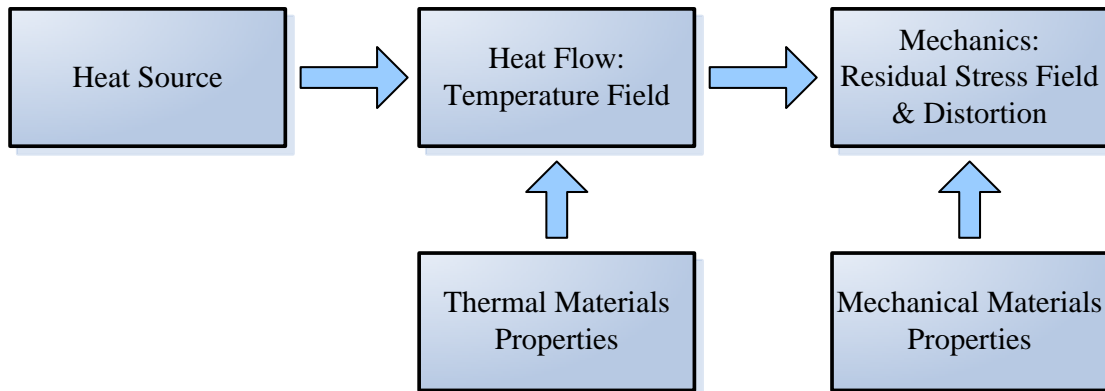 Heat Source
Heat Flow:
Temperature Field
Mechanics:
Residual Stress Field
& Distortion
Thermal Materials
Properties
Mechanical Materials
Properties